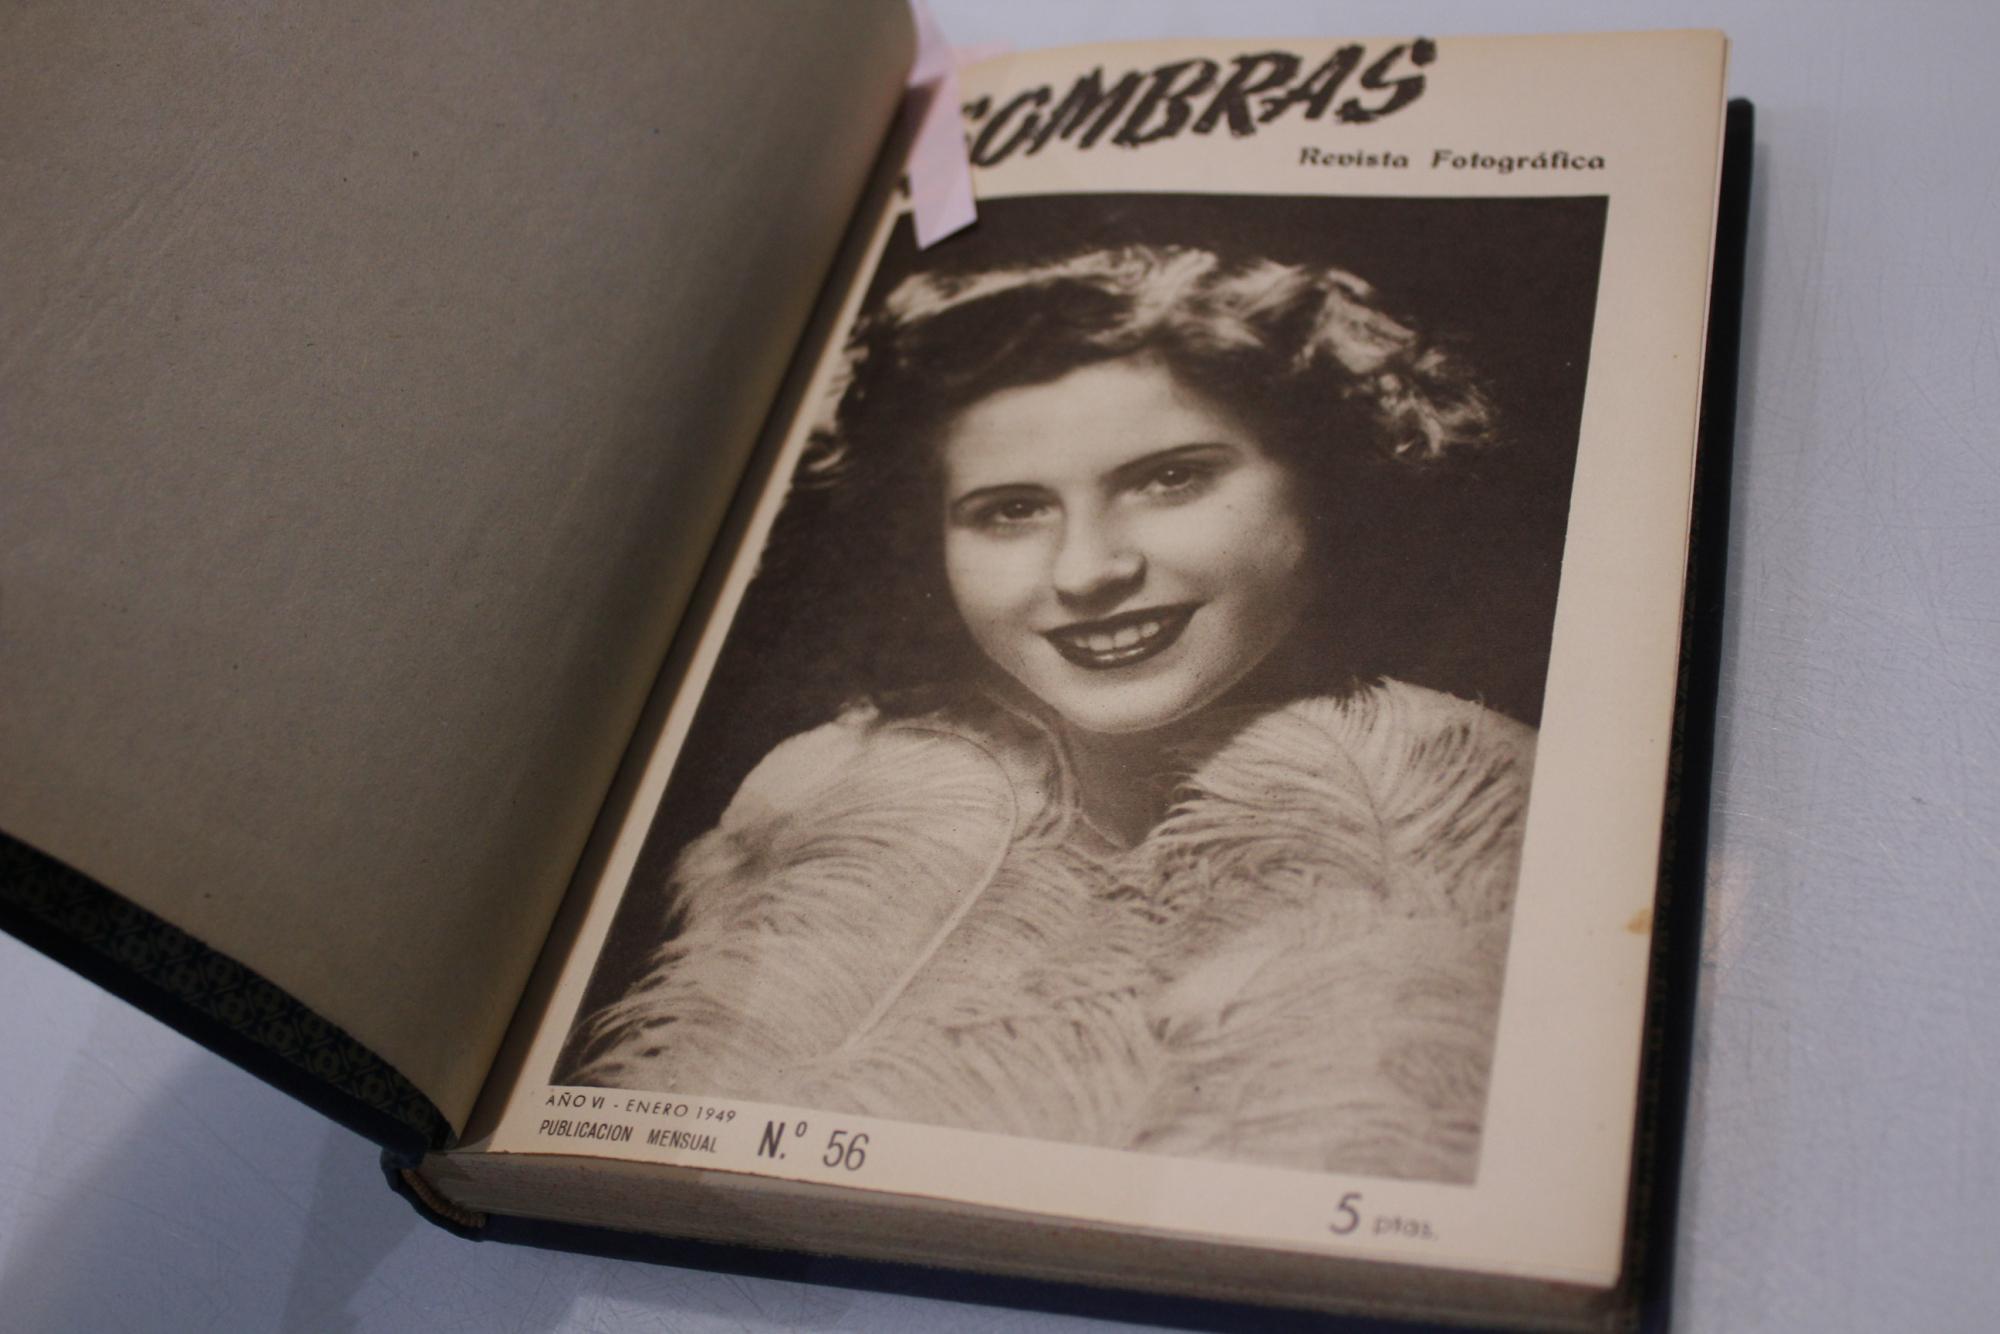 SOMBRAS
Revista Fotográfica
AÑO VI - ENERO 1949
PUBLICACION MENSUAL
N.º 56
5 ptas.